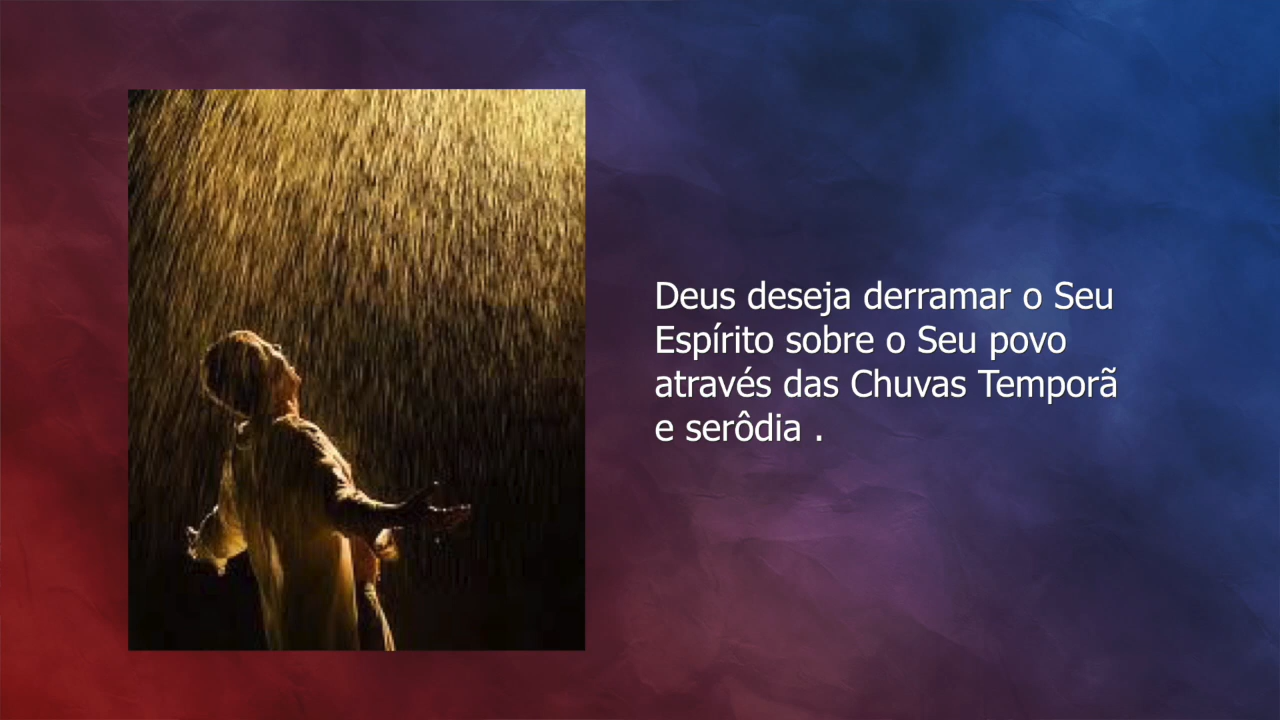 Deus deseja derramar o Seu
Espírito sobre o Seu povo
através das Chuvas Temporã
e serôdia .